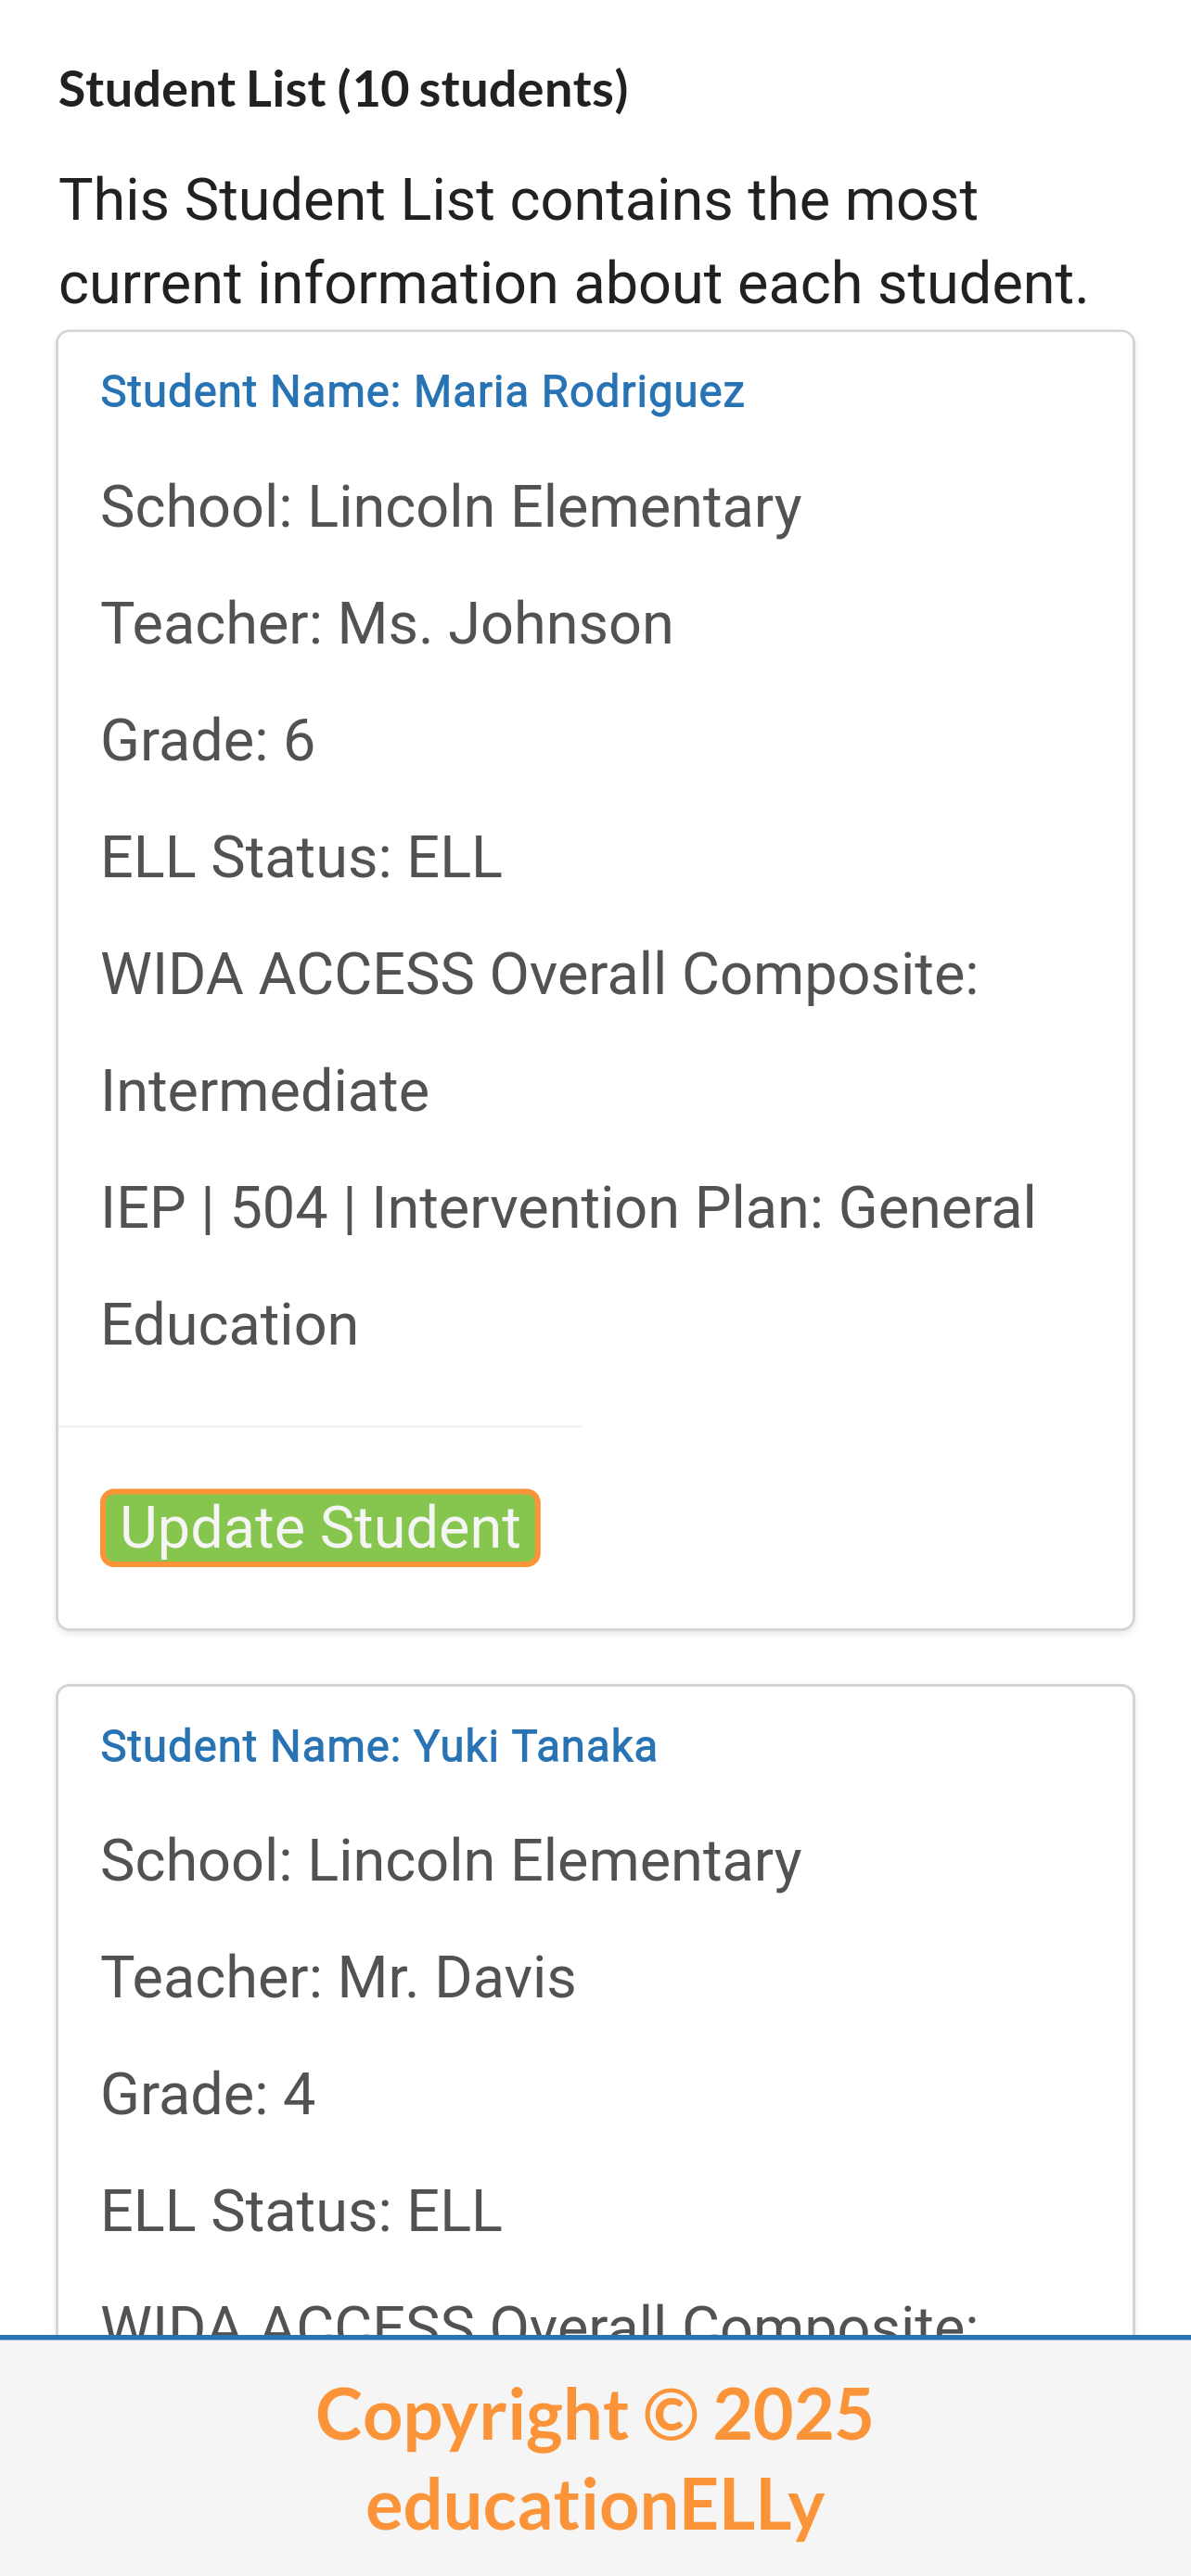 Student List (10 students)
This Student List contains the most
current information about each student.
Student Name: Maria Rodriguez
School: Lincoln Elementary
Teacher: Ms. Johnson
Grade: 6
ELL Status: ELL
WIDA ACCESS Overall Composite:
Intermediate
IEP | 504 | Intervention Plan: General
Education
Update Student
Student Name: Yuki Tanaka
School: Lincoln Elementary
Teacher: Mr. Davis
Grade: 4
ELL Status: ELL
WIDA ACCESS Overall Composite:
Copyright © 2025
educationELLy